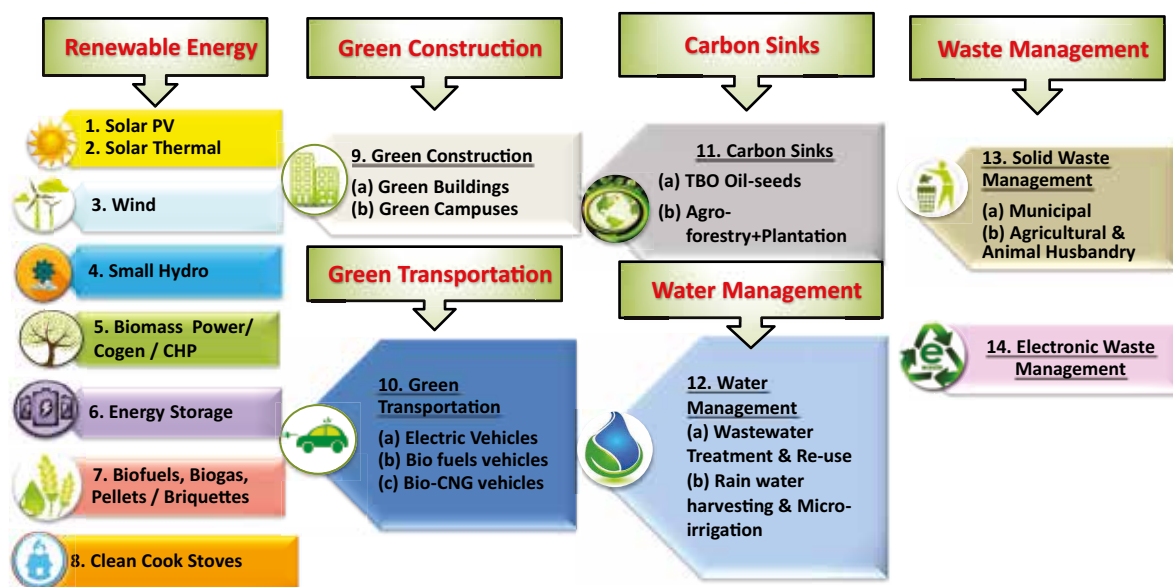 Renewable Energy
1. Solar PV
2. Solar Thermal
3. Wind
4. Small Hydro
5. Biomass Power/
Cogen / CHP
6. Energy Storage
7. Biofuels, Biogas,
Pellets / Briquettes
8. Clean Cook Stoves
Green Construction
9. Green Construction
(a) Green Buildings
(b) Green Campuses
Green Transportation
10. Green
Transportation
(a) Electric Vehicles
(b) Bio fuels vehicles
(c) Bio-CNG vehicles
Carbon Sinks
11. Carbon Sinks
(a) TBO Oil-seeds
(b) Agro-
forestry+Plantation
Water Management
12. Water
Management
(a) Wastewater
Treatment & Re-use
(b) Rain water
harvesting & Micro-
irrigation
Waste Management
13. Solid Waste
Management
(a) Municipal
(b) Agricultural &
Animal Husbandry
e
14. Electronic Waste
Management